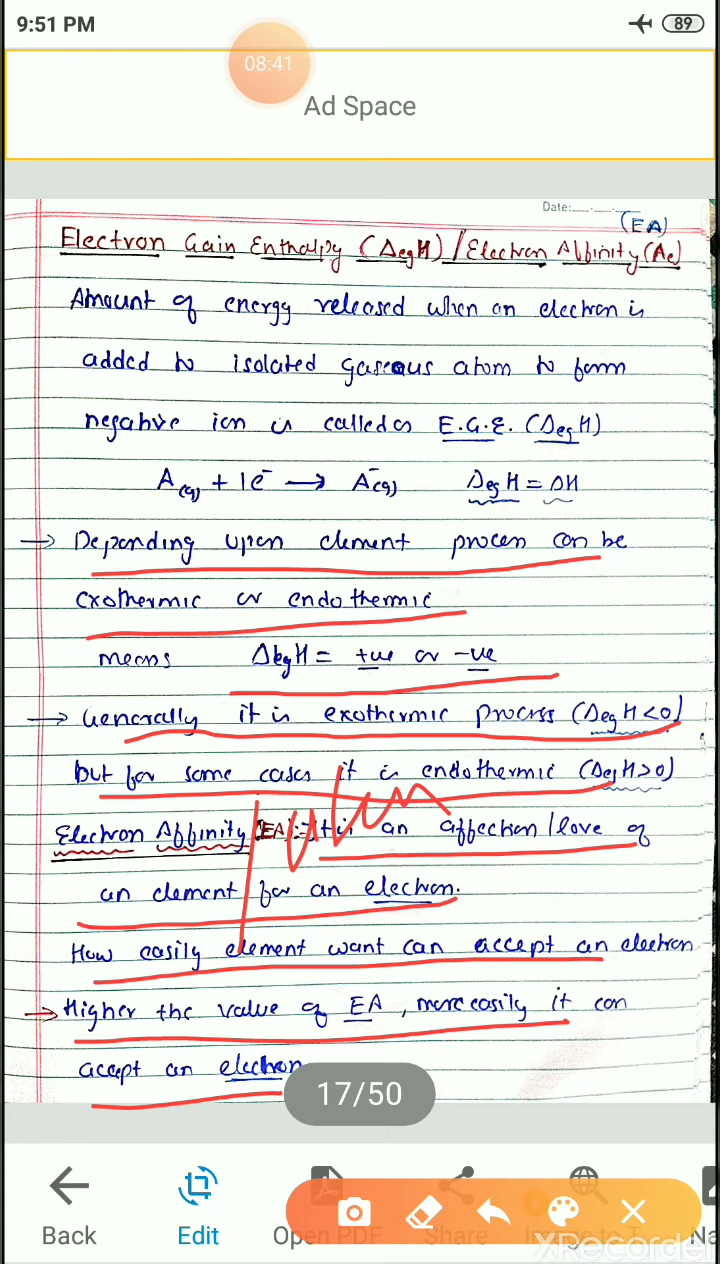 9:51 PM
89
08:41
Ad Space
Date:
(EA)
Electron Gain Enthalpy (ΔegH) / Electron Affinity (Ae)
Amount of energy released when an electron is
added to isolated gaseous atom to form
negative ion is called as E.G.E. (ΔegH)
A(g) + 1e⁻ → A⁻(g) ΔegH = ΔH
→ Depending upon element process can be
exothermic or endothermic
means ΔegH = +ve or -ve
→ Generally it is exothermic process (ΔegH<0)
but for some cases it is endothermic (ΔegH>0)
Electron Affinity (EA):- It is an affection/love of
an element for an electron.
How easily element want can accept an electron
→ Higher the value of EA, more easily it can
accept an electron
17/50
Back
Edit
Open PDF
Share
Image to T
Na
XRecorder